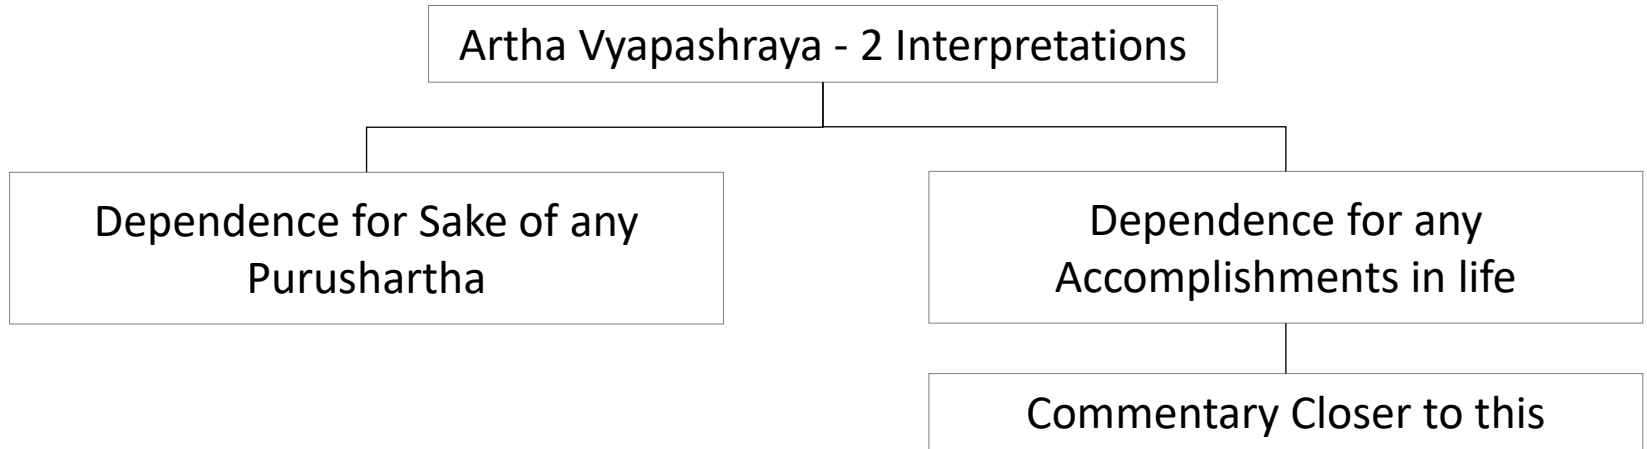 Artha Vyapashraya - 2 Interpretations
Dependence for Sake of any
Purushartha
Dependence for any
Accomplishments in life
Commentary Closer to this